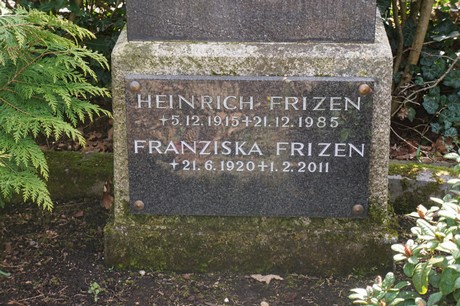 HEINRICH FRIZEN
+5.12.1915+21.12.1985
FRANZISKA FRIZEN
+21.6.1920+1.2.2011